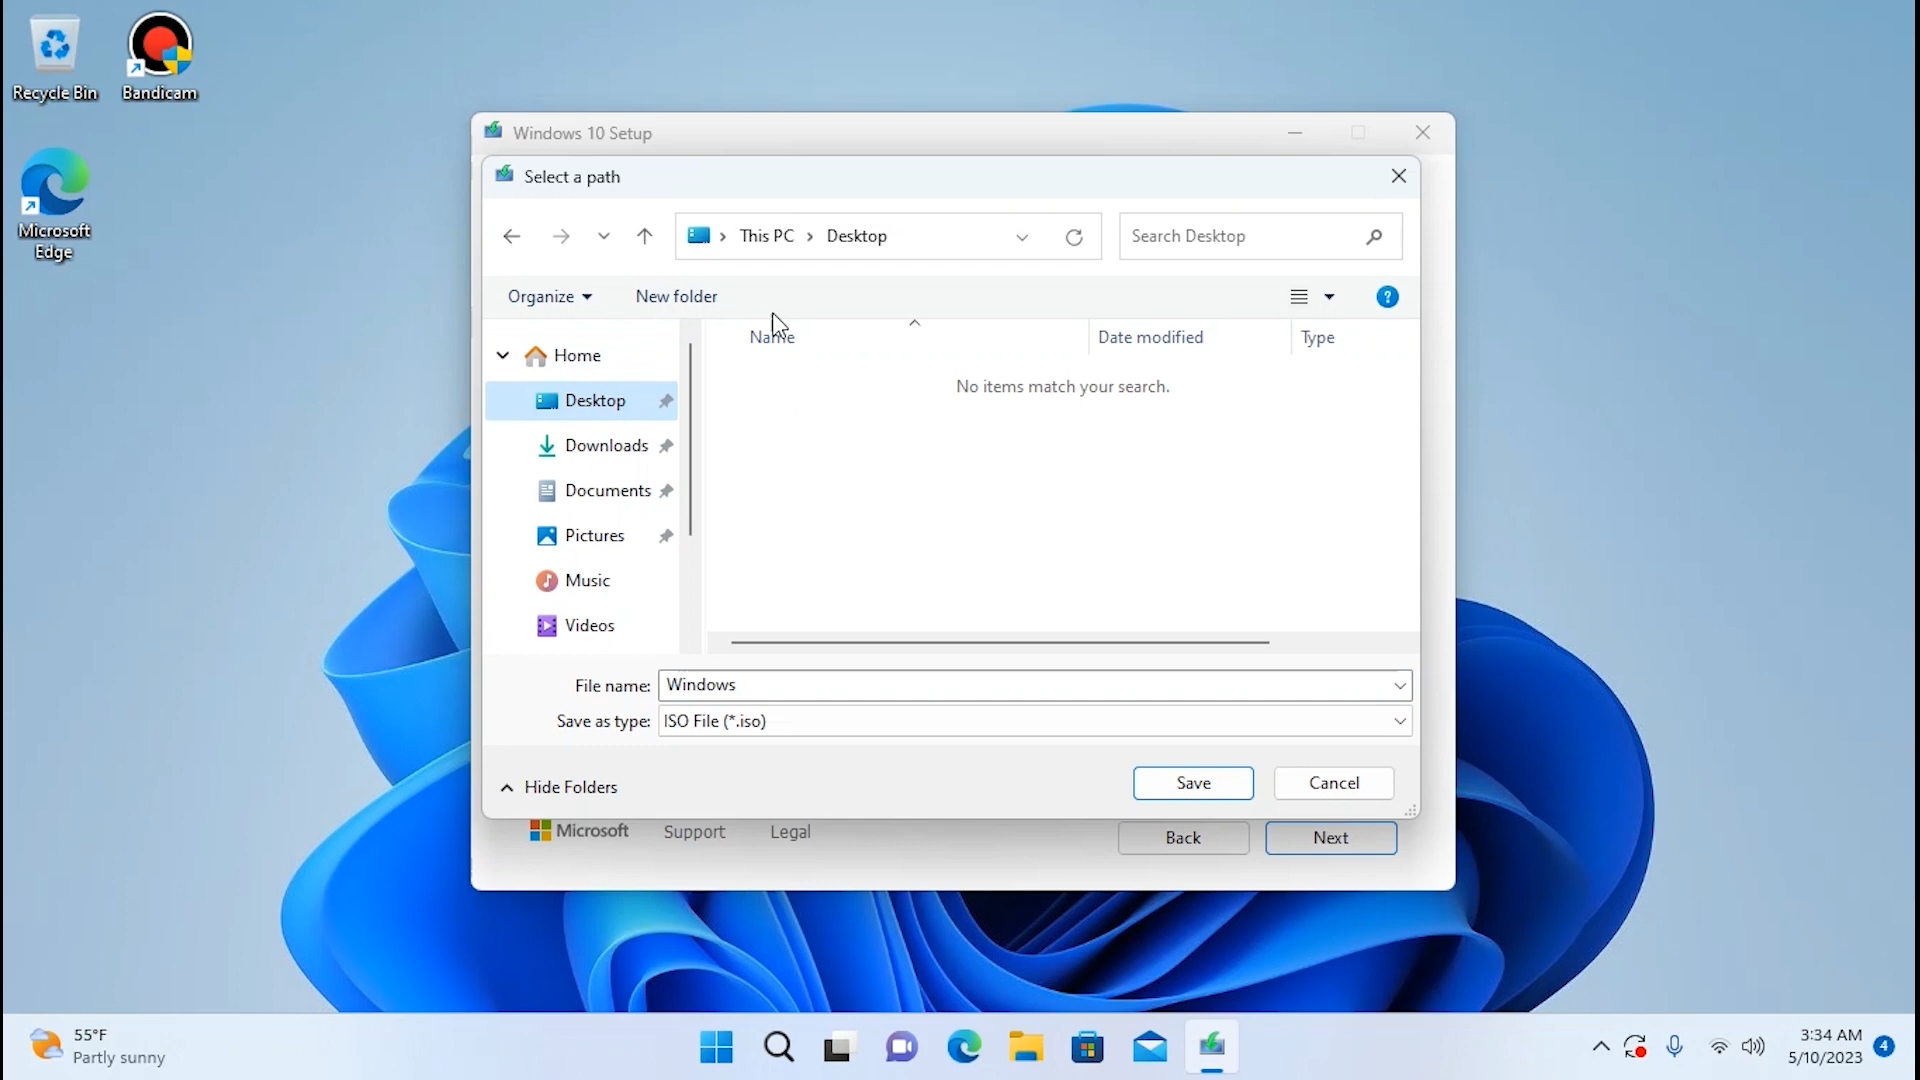 Recycle Bin
Bandicam
Microsoft
Edge
Windows 10 Setup
Select a path
This PC
Desktop
Search Desktop
Organize
New folder
Name
Date modified
Type
No items match your search.
Home
Desktop
Downloads
Documents
Pictures
Music
Videos
File name: Windows
Save as type: ISO File (*.iso)
Hide Folders
Save
Cancel
Microsoft
Support
Legal
Back
Next
55°F
Partly sunny
3:34 AM
5/10/2023
4